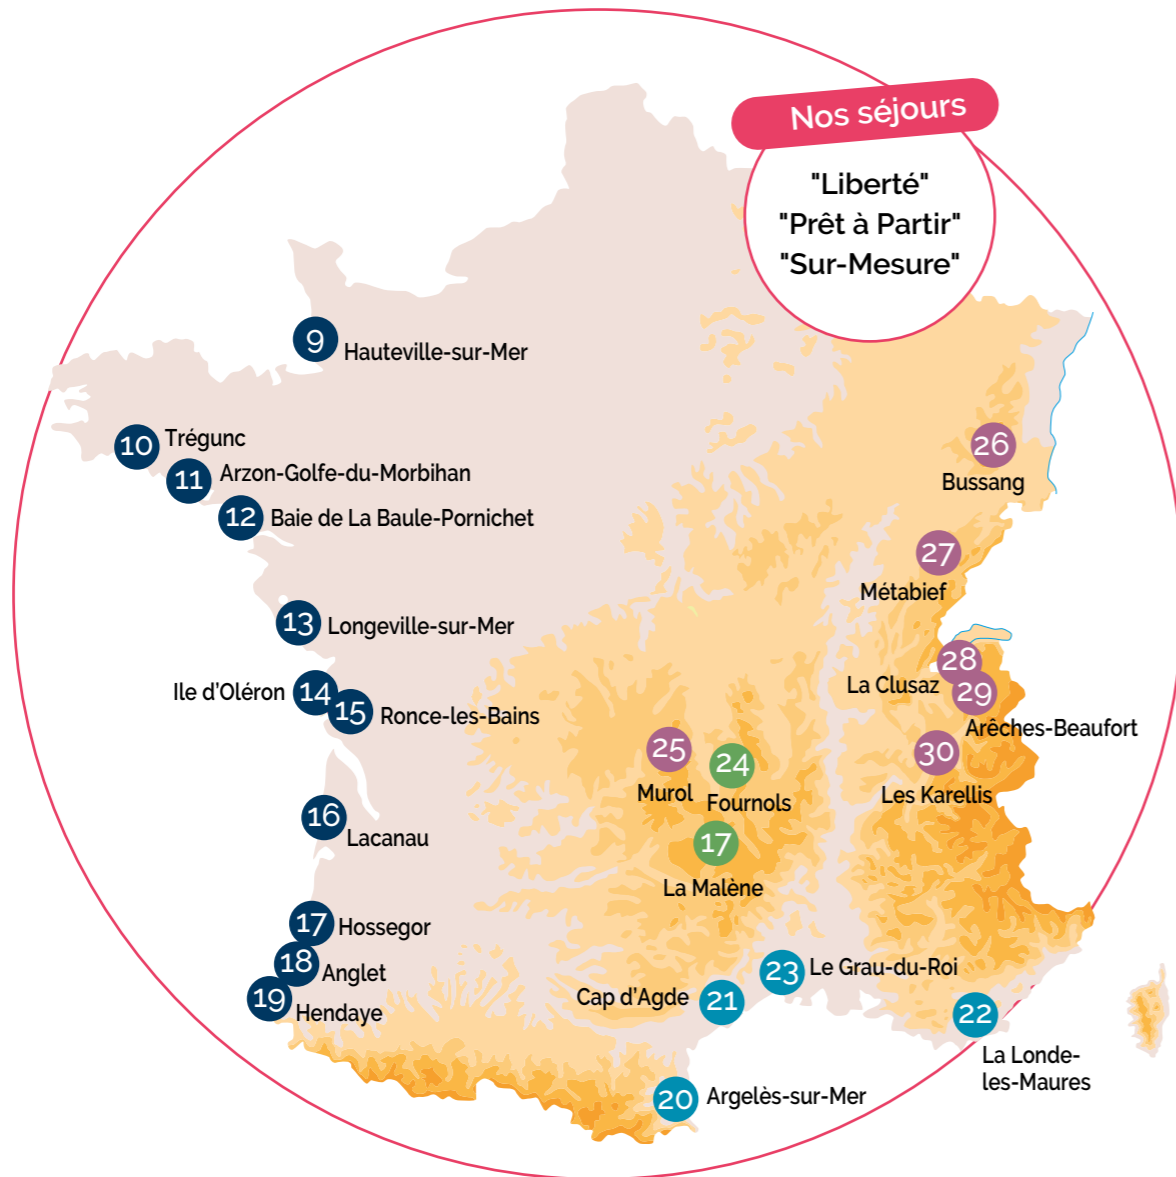 Nos séjours
"Liberté"
"Prêt à Partir"
"Sur-Mesure"
9 Hauteville-sur-Mer
10 Trégunc
11 Arzon-Golfe-du-Morbihan
12 Baie de La Baule-Pornichet
13 Longeville-sur-Mer
Ile d'Oléron 14
15 Ronce-les-Bains
16 Lacanau
17 Hossegor
18 Anglet
19 Hendaye
26
Bussang
27
Métabief
28
La Clusaz
29
Arêches-Beaufort
30
Les Karellis
25
Murol
24
Fournols
17
La Malène
23 Le Grau-du-Roi
Cap d'Agde 21
22
La Londe-
les-Maures
20 Argelès-sur-Mer